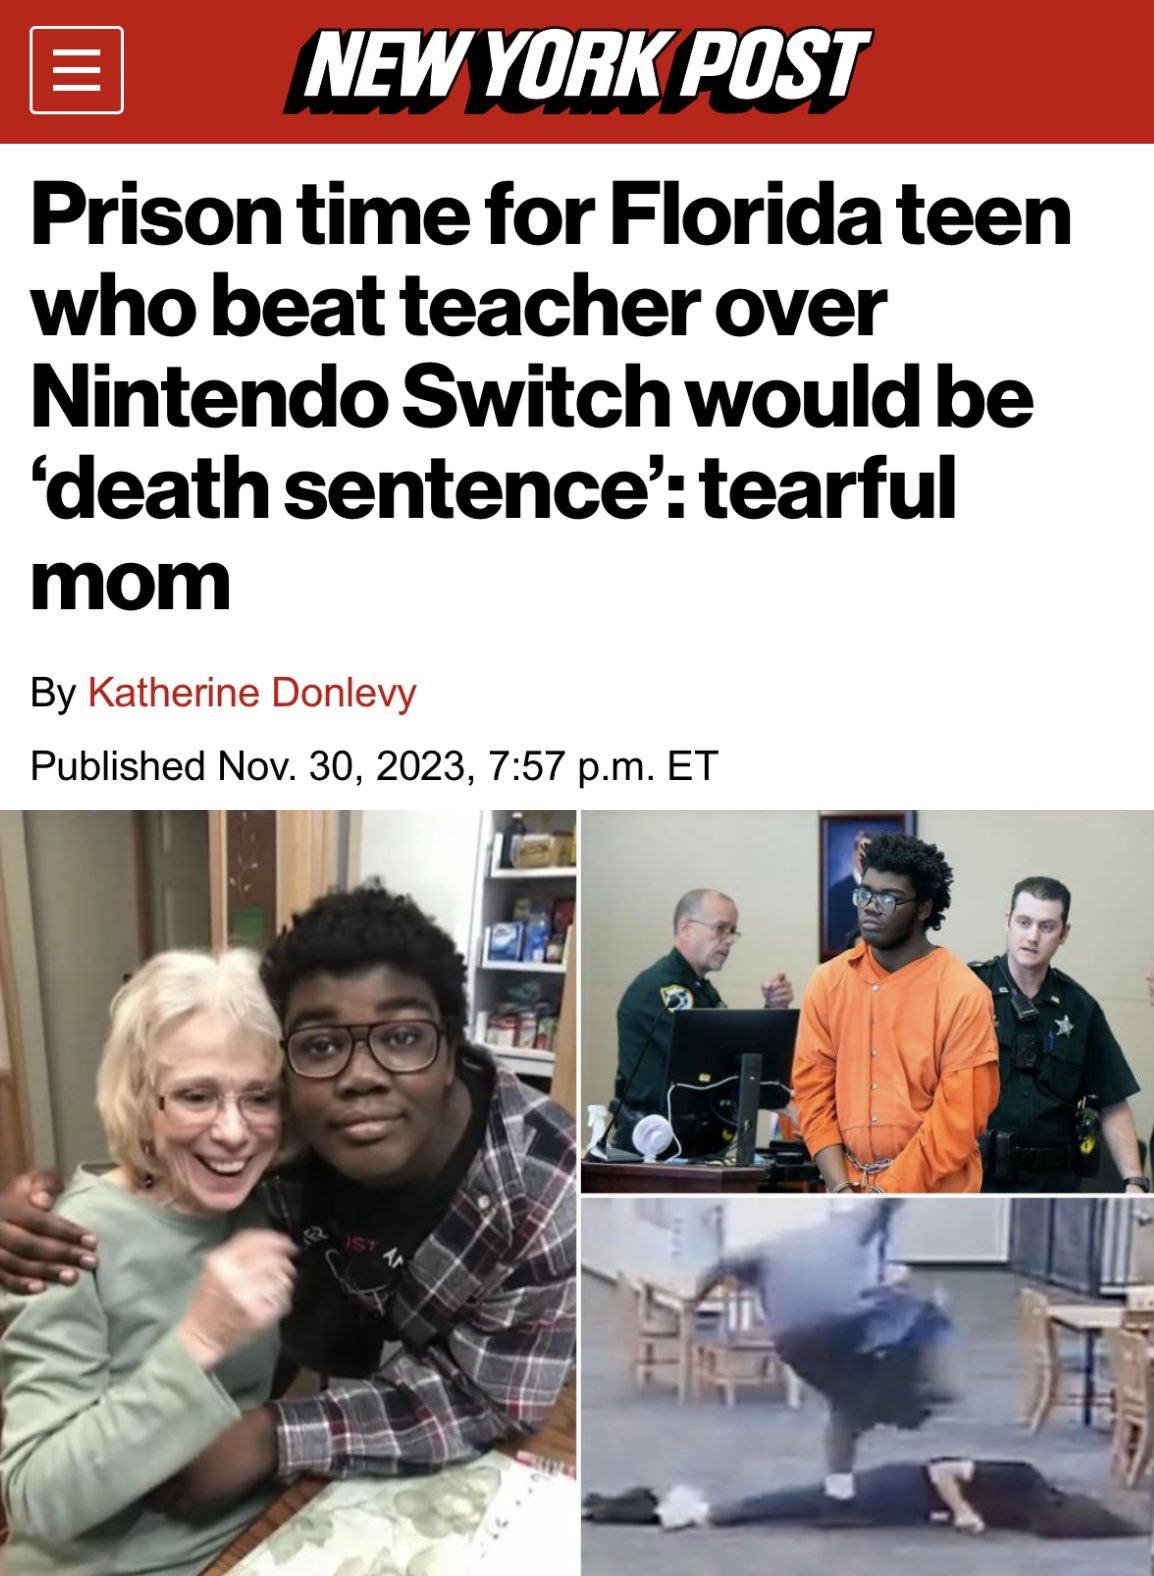 NEW YORK POST
Prison time for Florida teen
who beat teacher over
Nintendo Switch would be
‘death sentence’: tearful
mom
By Katherine Donlevy
Published Nov. 30, 2023, 7:57 p.m. ET
IST